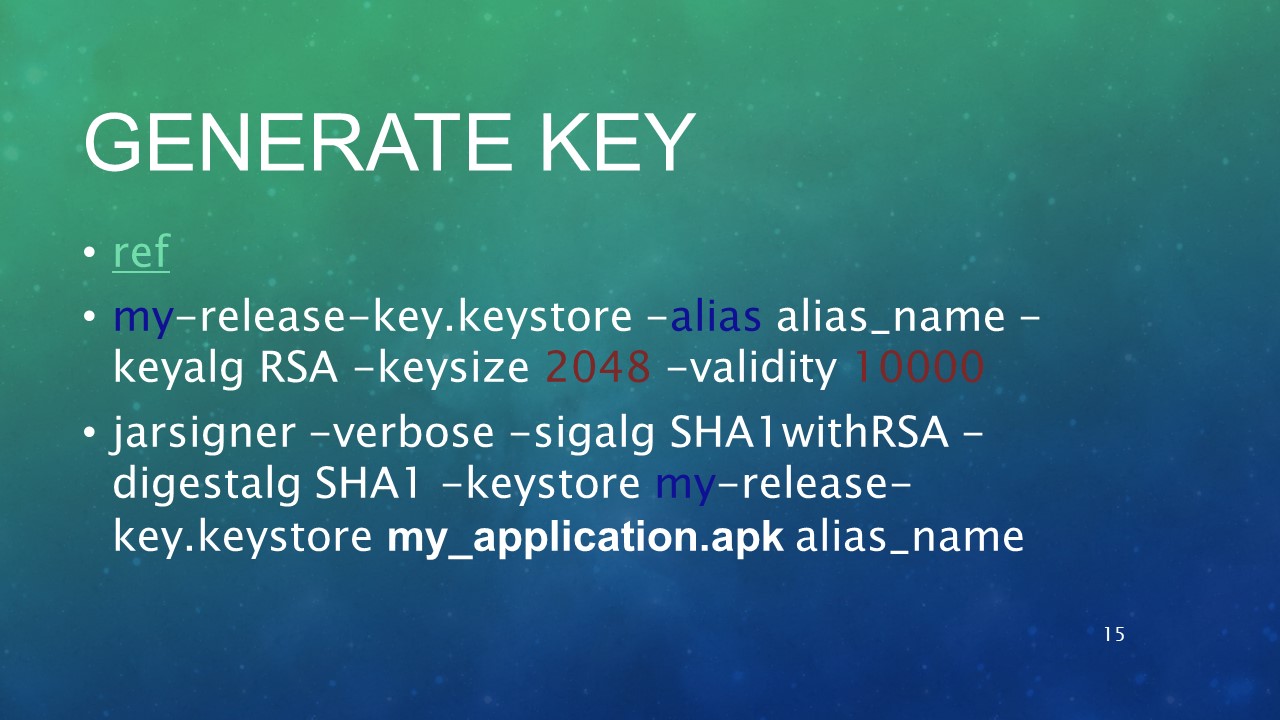 GENERATE KEY
• ref
• my-release-key.keystore -alias alias_name -
keyalg RSA -keysize 2048 -validity 10000
• jarsigner -verbose -sigalg SHA1withRSA -
digestalg SHA1 -keystore my-release-
key.keystore my_application.apk alias_name
15